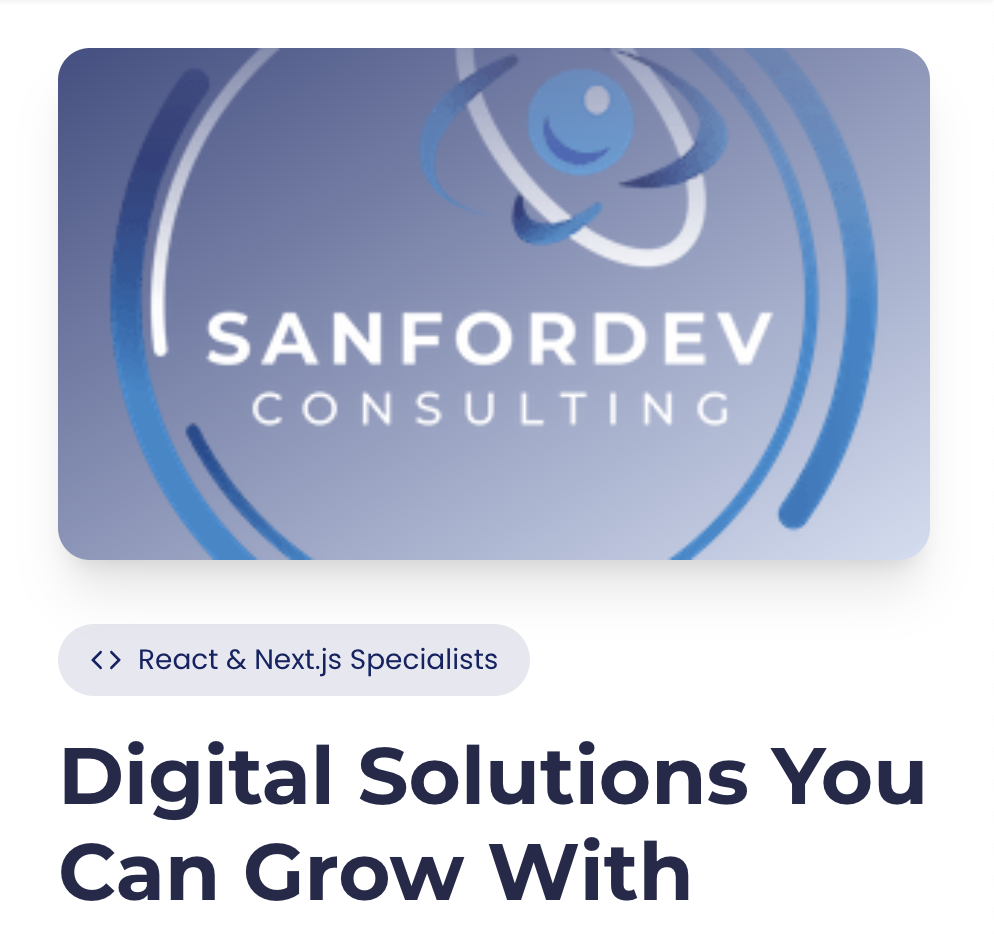 SANFORDEV
CONSULTING
React & Next.js Specialists
Digital Solutions You
Can Grow With